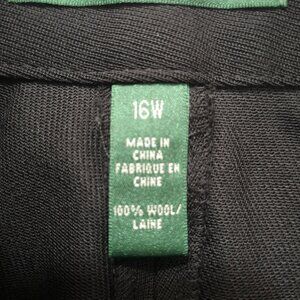 16W
MADE IN
CHINA
FABRIQUE EN
CHINE
100% WOOL/
LAINE